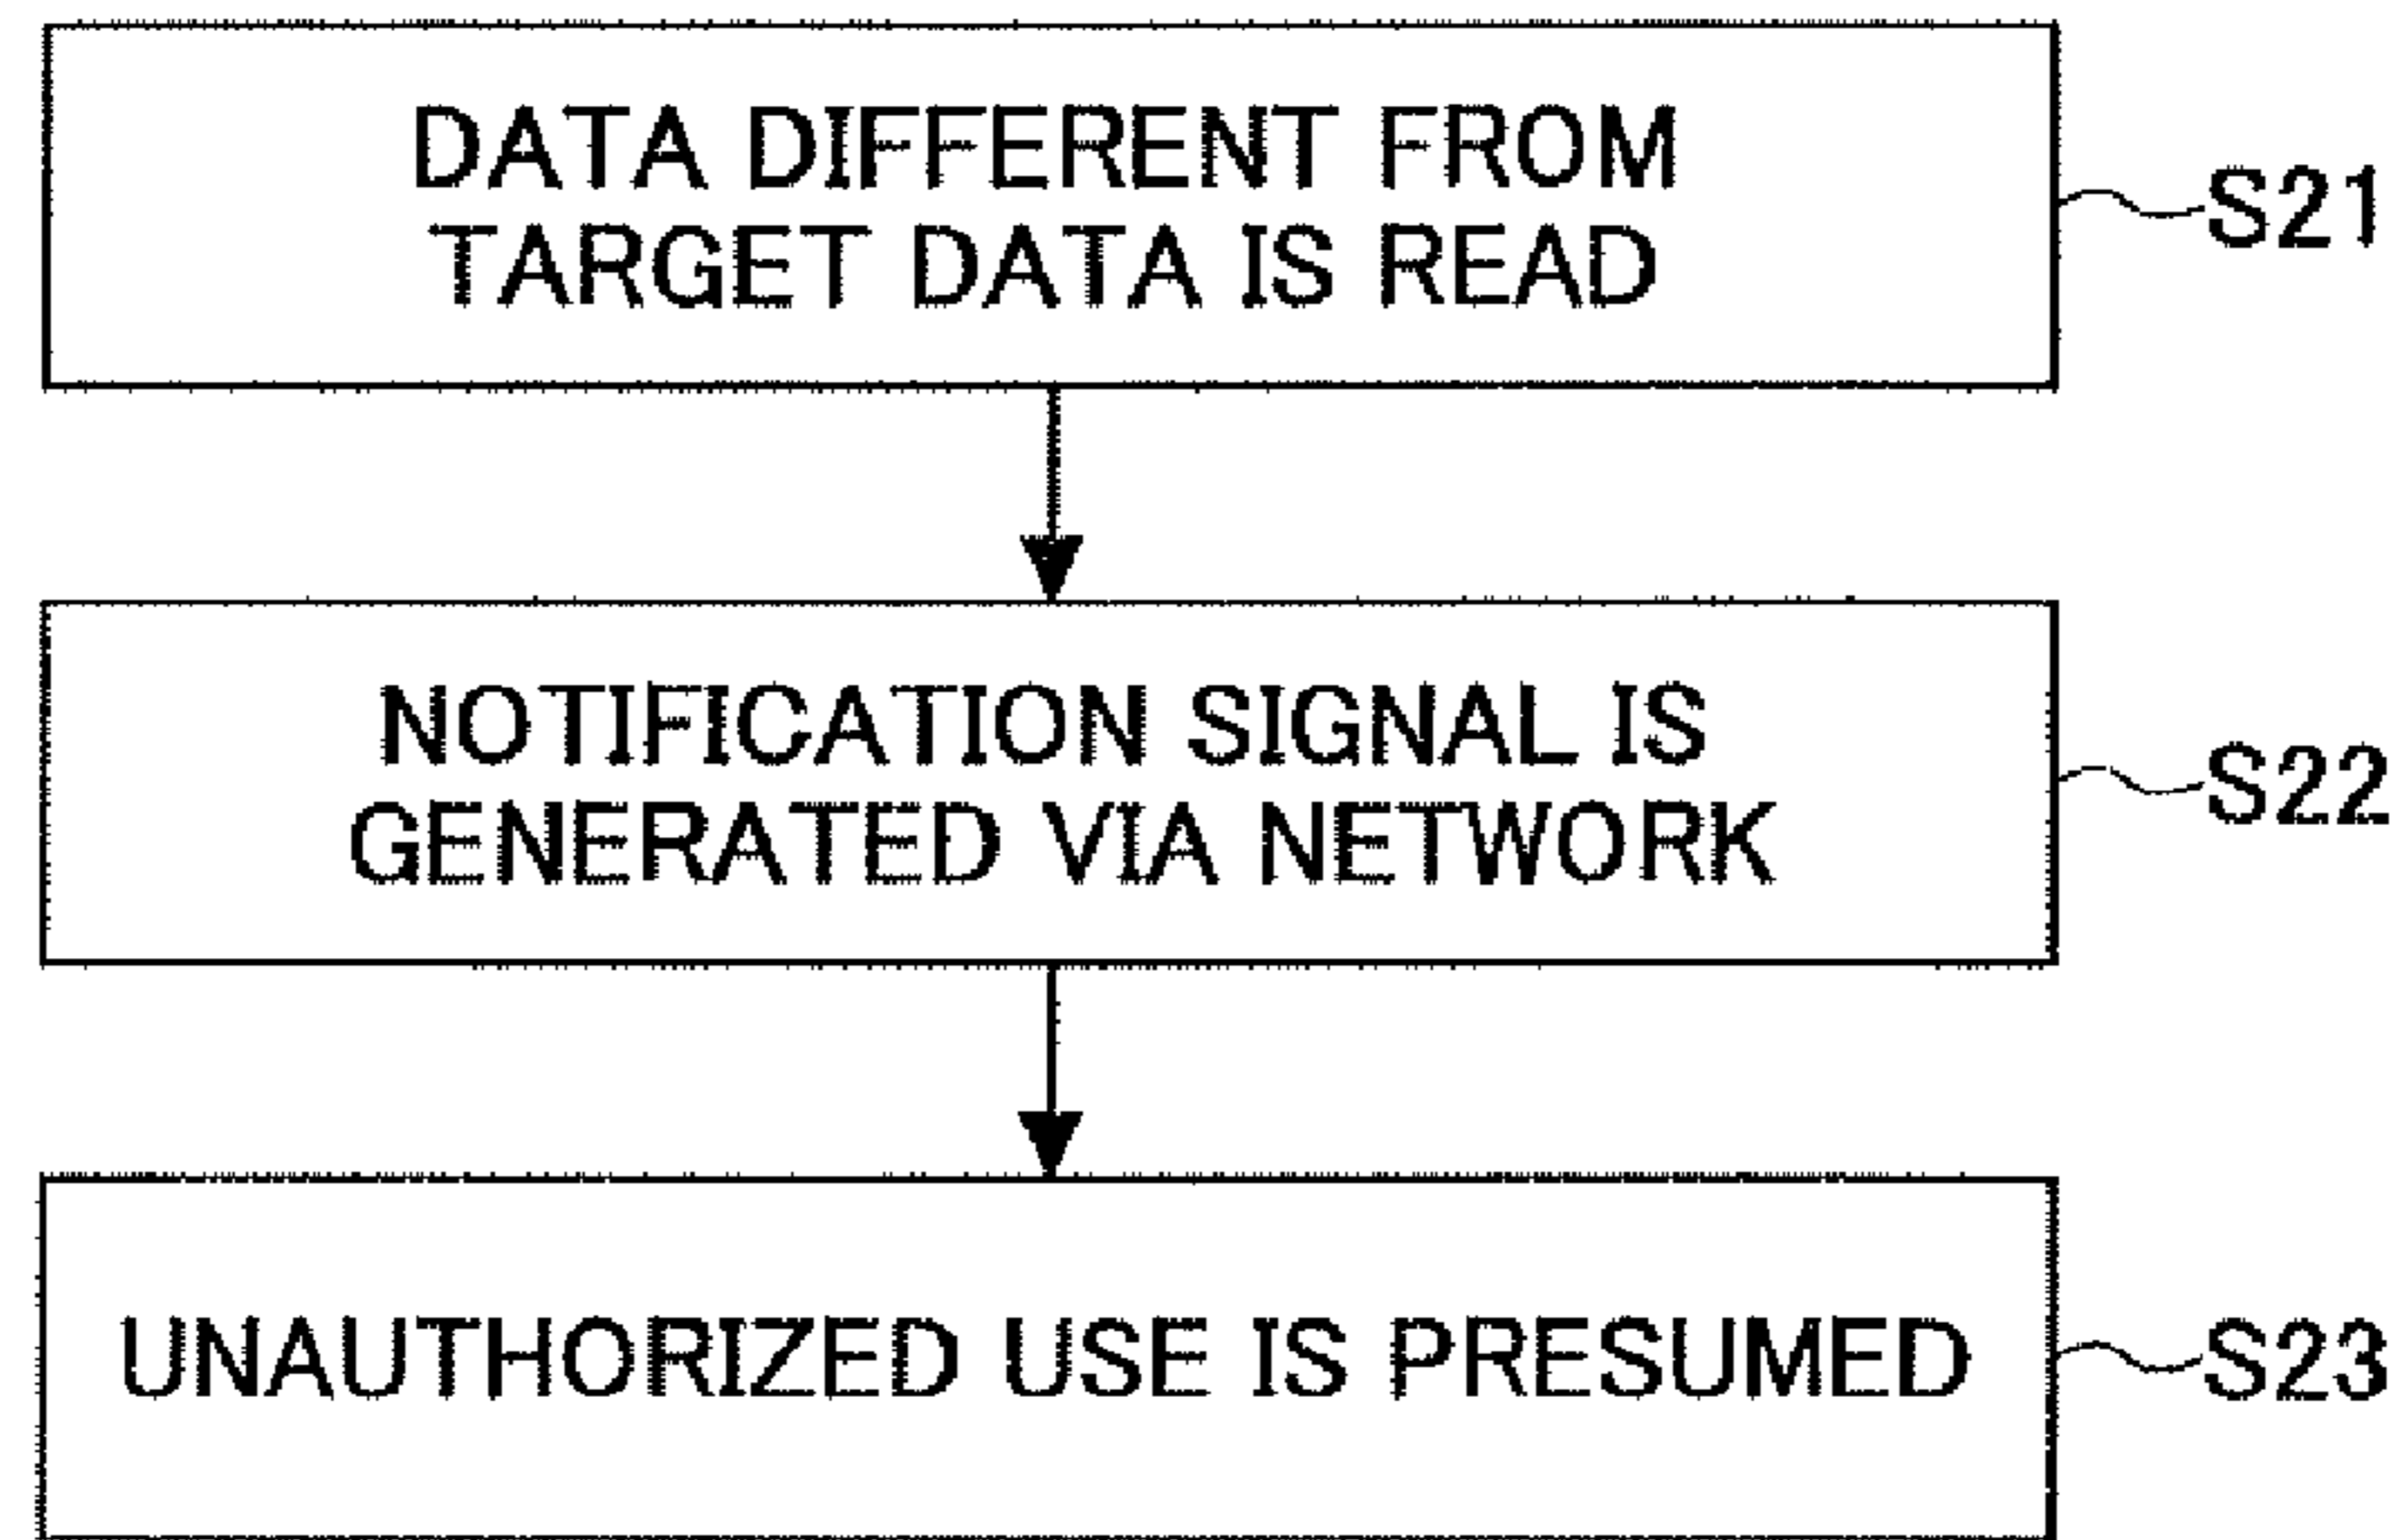 DATA DIFFERENT FROM
TARGET DATA IS READ
S21
NOTIFICATION SIGNAL IS
GENERATED VIA NETWORK
S22
UNAUTHORIZED USE IS PRESUMED
S23